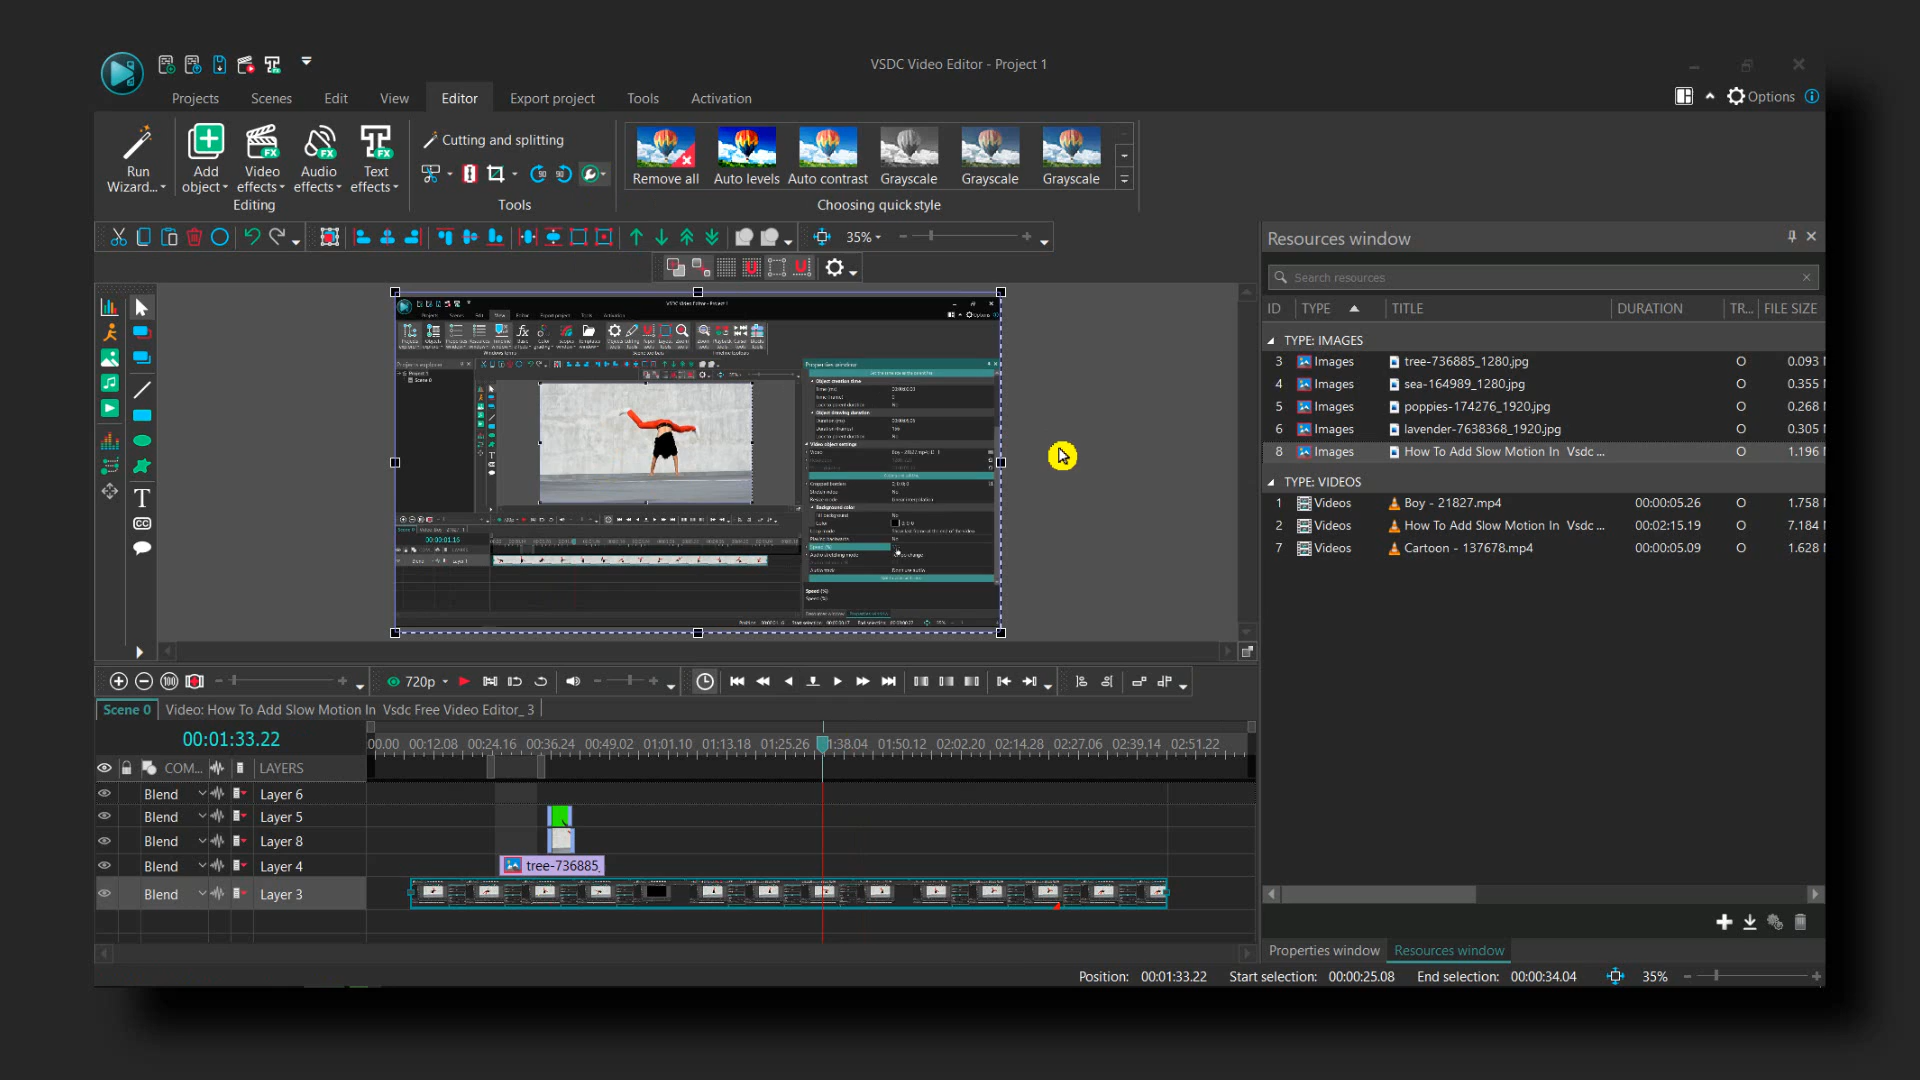 VSDC Video Editor - Project 1
Projects Scenes Edit View Editor Export project Tools Activation Options
Cutting and splitting
Run Wizard... Add object Video effects Audio effects Text effects
Remove all Auto levels Auto contrast Grayscale Grayscale Grayscale
Editing Tools Choosing quick style
35%
Resources window
Search resources
ID TYPE TITLE DURATION TR... FILE SIZE
TYPE: IMAGES
3 Images tree-736885_1280.jpg O 0.093
4 Images sea-164989_1280.jpg O 0.355
5 Images poppies-174276_1920.jpg O 0.268
6 Images lavender-7638368_1920.jpg O 0.305
8 Images How To Add Slow Motion In Vsdc ... O 1.196
TYPE: VIDEOS
1 Videos Boy - 21827.mp4 00:00:05.26 O 1.758
2 Videos How To Add Slow Motion In Vsdc ... 00:02:15.19 O 7.184
7 Videos Cartoon - 137678.mp4 00:00:05.09 O 1.628
T
CC
720p
Scene 0 Video: How To Add Slow Motion In Vsdc Free Video Editor_ 3
00:01:33.22
00:12.08 00:24.16 00:36.24 00:49.02 01:01.10 01:13.18 01:25.26 01:38.04 01:50.12 02:02.20 02:14.28 02:27.06 02:39.14 02:51.22
COM... LAYERS
Blend Layer 6
Blend Layer 5
Blend Layer 8
Blend Layer 4
tree-736885_
Blend Layer 3
Properties window Resources window
Position: 00:01:33.22 Start selection: 00:00:25.08 End selection: 00:00:34.04 35%